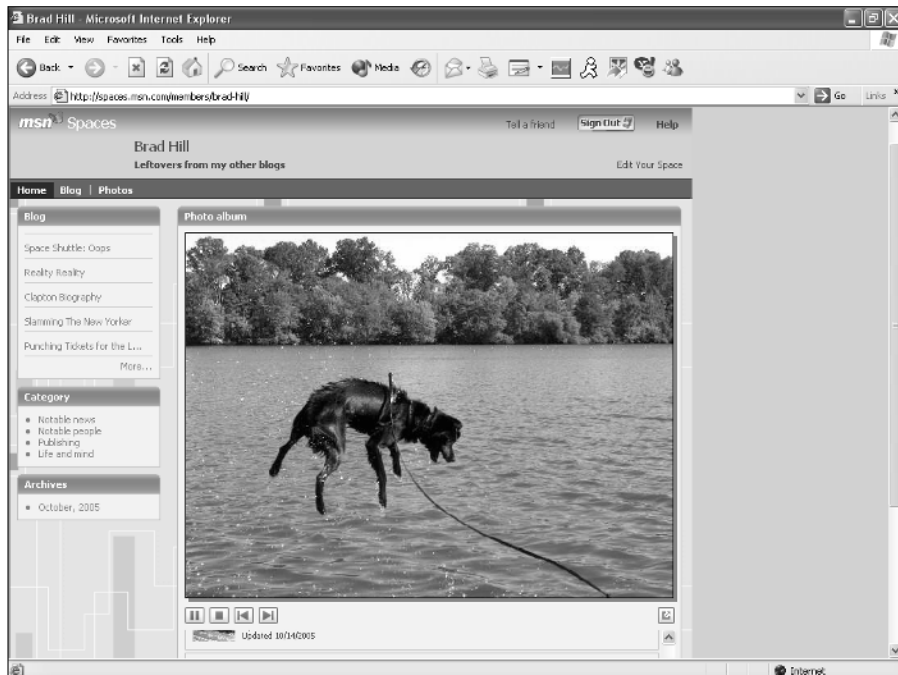 Brad Hill - Microsoft Internet Explorer
File Edit View Favorites Tools Help
Back Search Favorites Media
Address http://spaces.msn.com/members/brad-hill/ Go Links
msn Spaces Tell a friend Sign Out Help
Brad Hill
Leftovers from my other blogs Edit Your Space
Home Blog | Photos
Blog
Space Shuttle: Oops
Reality Reality
Clapton Biography
Slamming The New Yorker
Punching Tickets for the L...
More...
Category
• Notable news
• Notable people
• Publishing
• Life and mind
Archives
• October, 2005
Photo album
Updated 10/14/2005
Internet